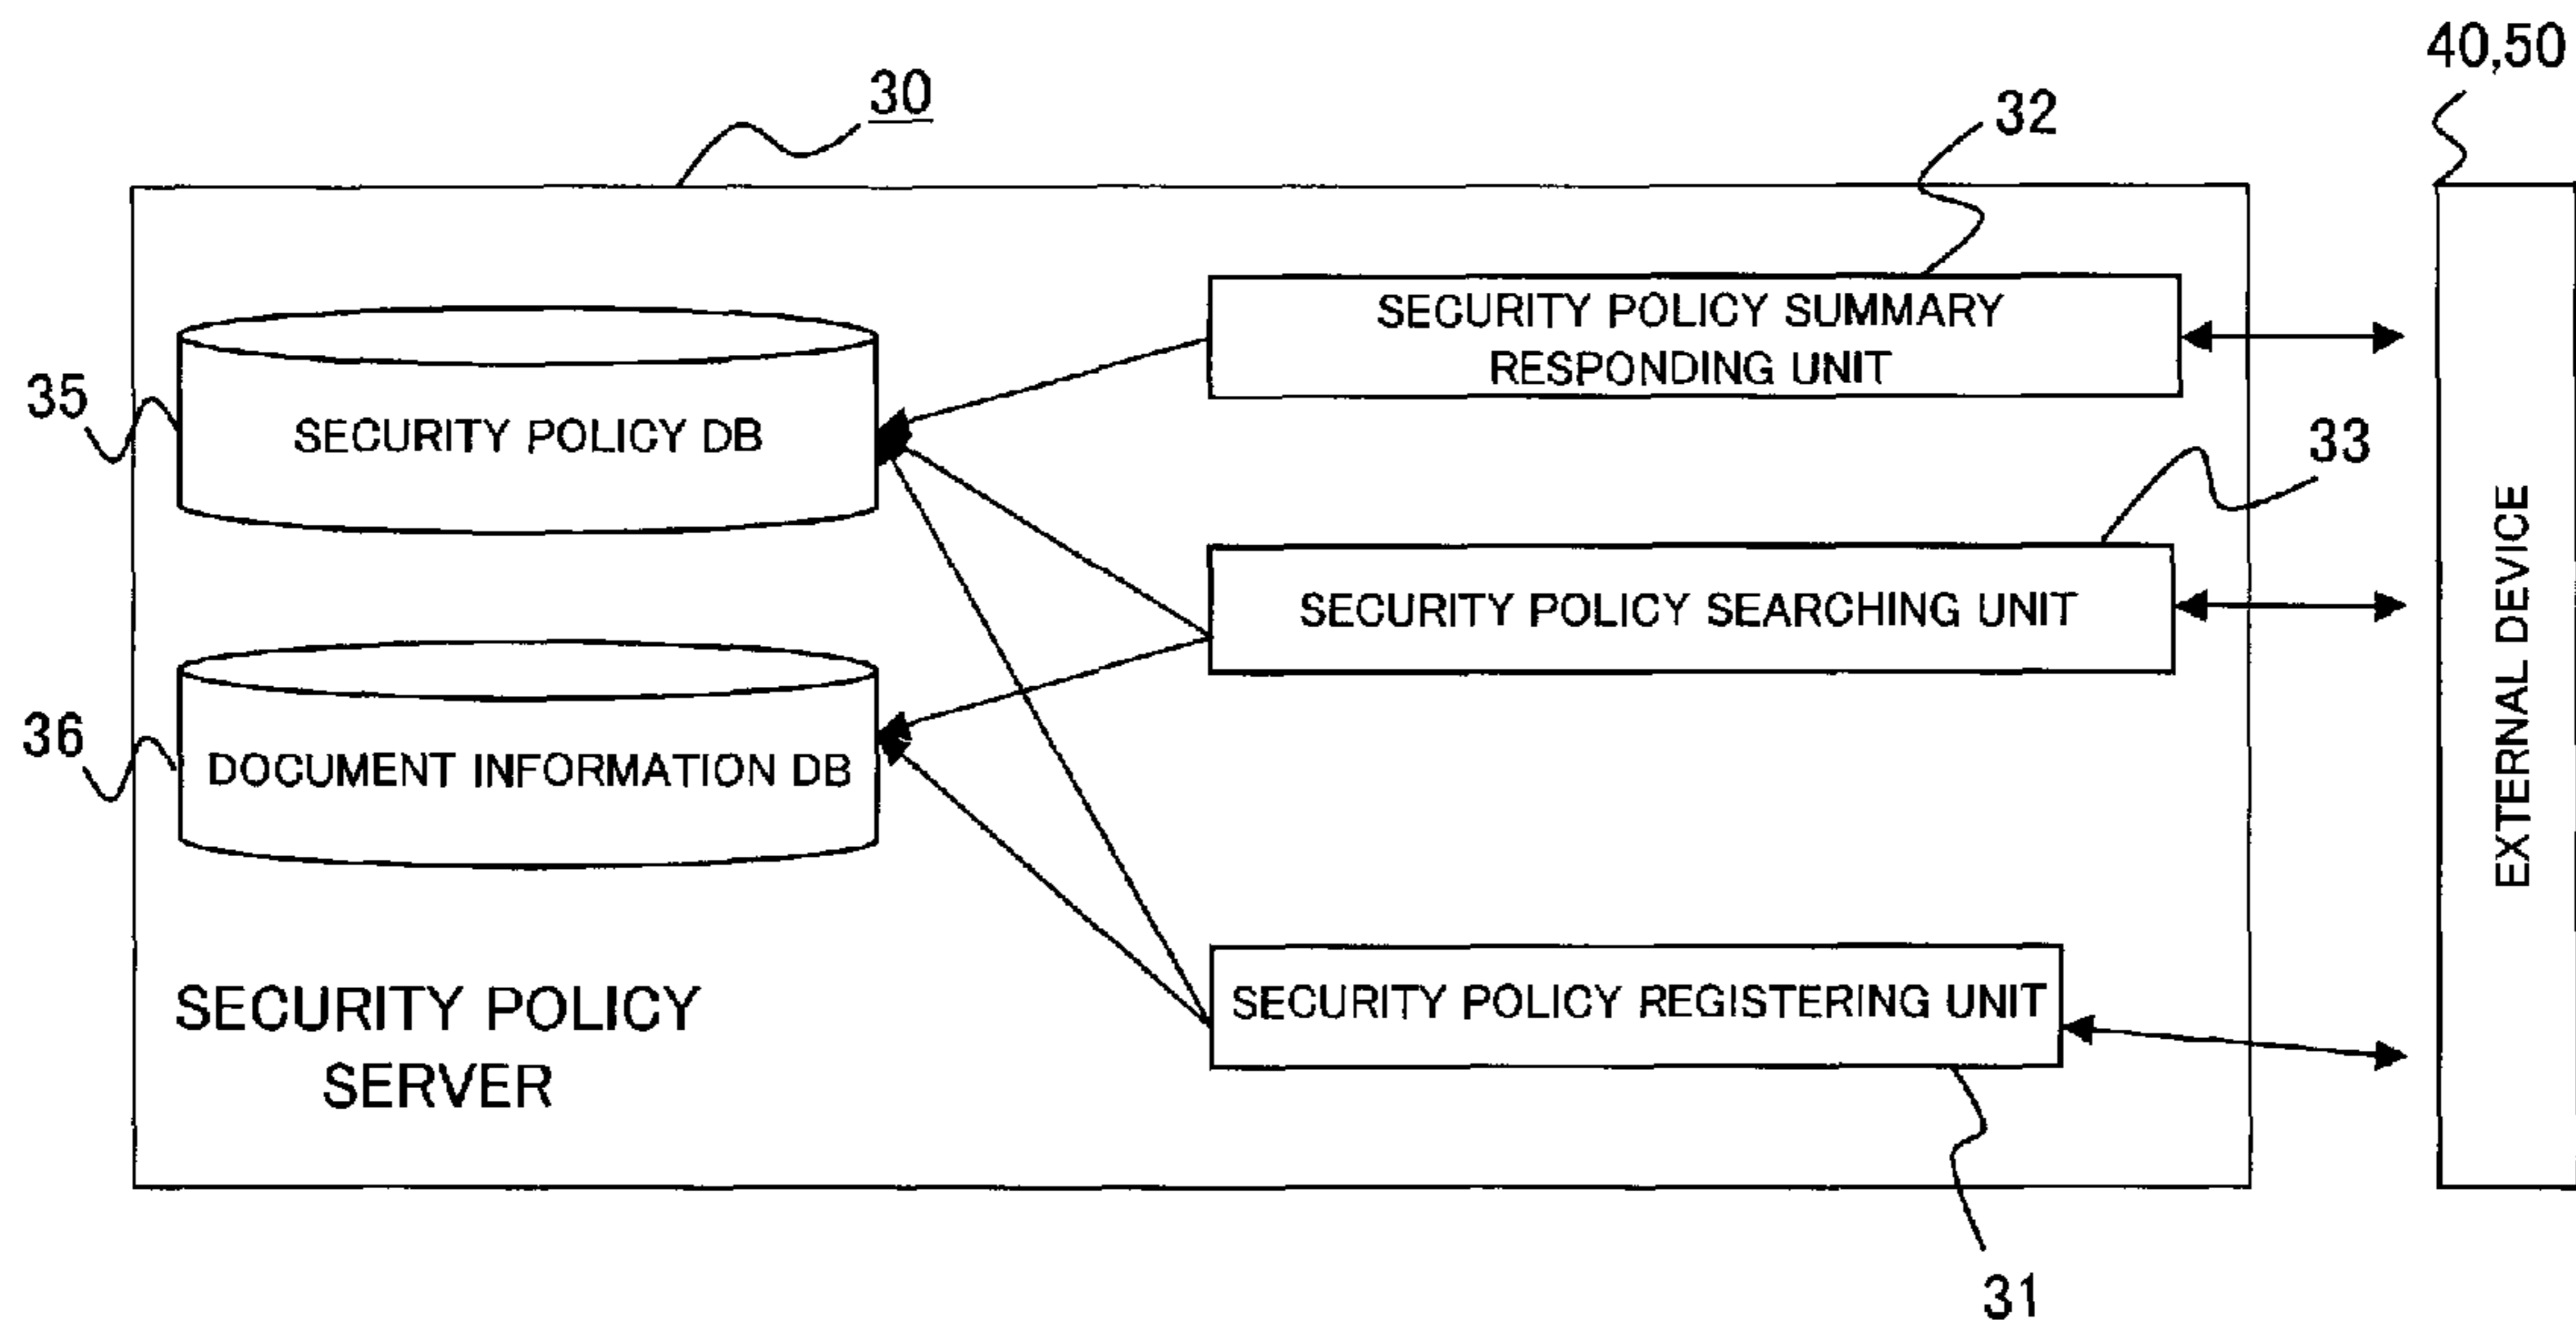 40,50
30
32
SECURITY POLICY SUMMARY
RESPONDING UNIT
35
SECURITY POLICY DB
33
SECURITY POLICY SEARCHING UNIT
EXTERNAL DEVICE
36
DOCUMENT INFORMATION DB
SECURITY POLICY REGISTERING UNIT
SECURITY POLICY
SERVER
31